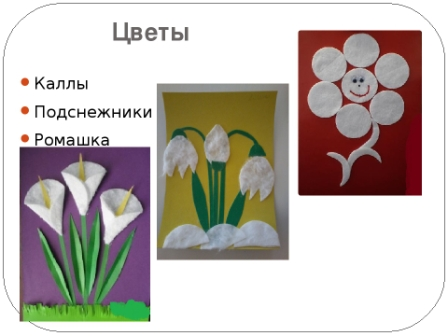 Цветы
Каллы
Подснежники
Ромашка